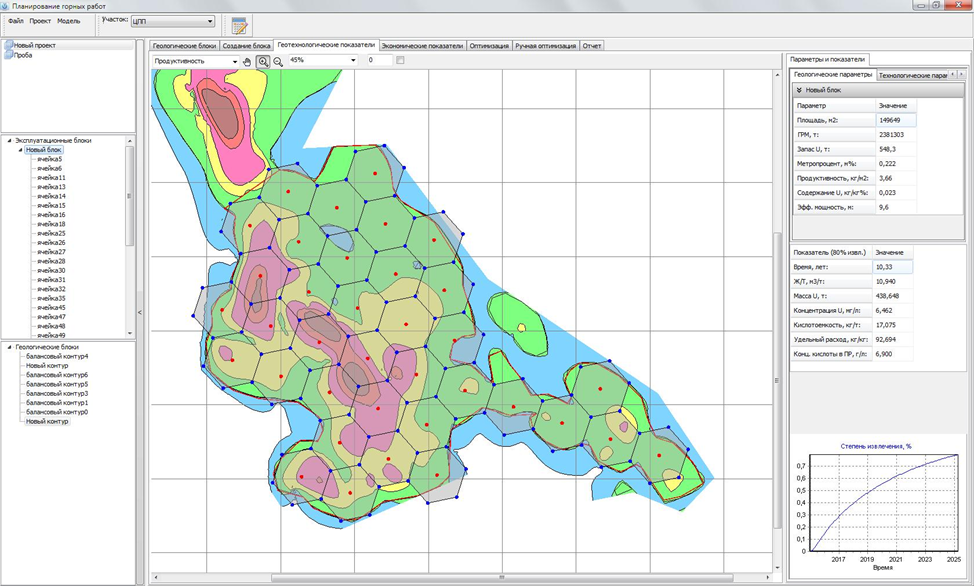 Планирование горных работ
Файл Проект Модель Участок: ЦПП
Новый проект
Проба
Эксплуатационные блоки
Новый блок
ячейка5
ячейка6
ячейка11
ячейка13
ячейка14
ячейка15
ячейка16
ячейка18
ячейка25
ячейка26
ячейка27
ячейка28
ячейка30
ячейка31
ячейка32
ячейка35
ячейка45
ячейка47
ячейка48
ячейка49
Геологические блоки
балансовый контур4
Новый контур
балансовый контур6
балансовый контур5
балансовый контур3
балансовый контур1
балансовый контур0
Новый контур
Геологические блоки Создание блока Геотехнологические показатели Экономические показатели Оптимизация Ручная оптимизация Отчет
Продуктивность 45% 0
Параметры и показатели
Геологические параметры Технологические парам
Новый блок
Параметр Значение
Площадь, м2: 149649
ГРМ, т: 2381303
Запас U, т: 548,3
Метропроцент, м%: 0,222
Продуктивность, кг/м2: 3,66
Содержание U, кг/кг%: 0,023
Эфф. мощность, м: 9,6
Показатель (80% извл.) Значение
Время, лет: 10,33
Ж/Т, м3/т: 10,940
Масса U, т: 438,648
Концентрация U, мг/л: 6,462
Кислотоемкость, кг/т: 17,075
Удельный расход, кг/кг: 92,694
Конц. кислоты в ПР, г/л: 6,900
Степень извлечения, %
0,7
0,6
0,5
0,4
0,3
0,2
0,1
0
2017 2019 2021 2023 2025
Время